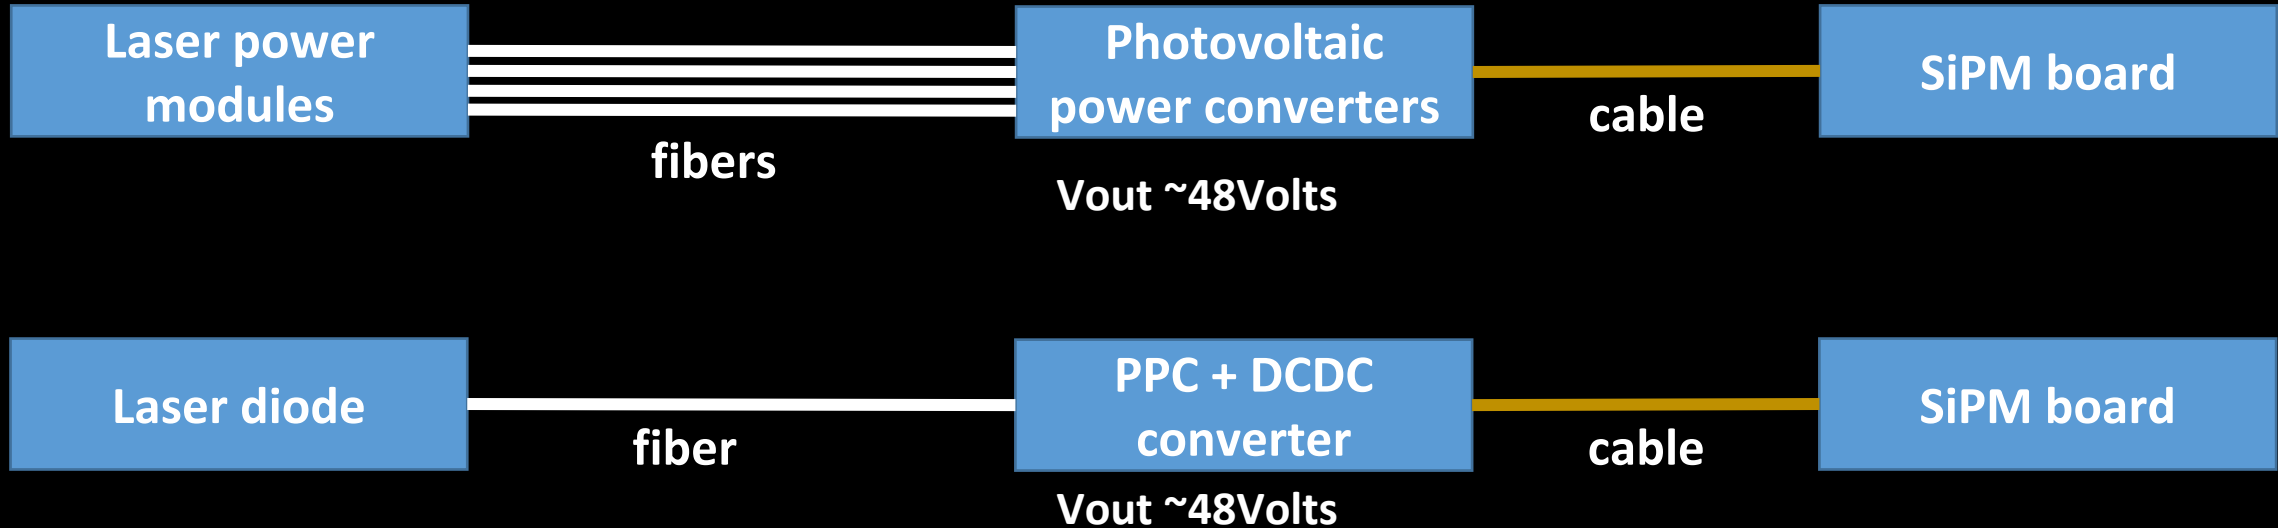 Laser power
modules
fibers
Photovoltaic
power converters
Vout ~48Volts
cable
SiPM board
Laser diode
fiber
PPC + DCDC
converter
Vout ~48Volts
cable
SiPM board